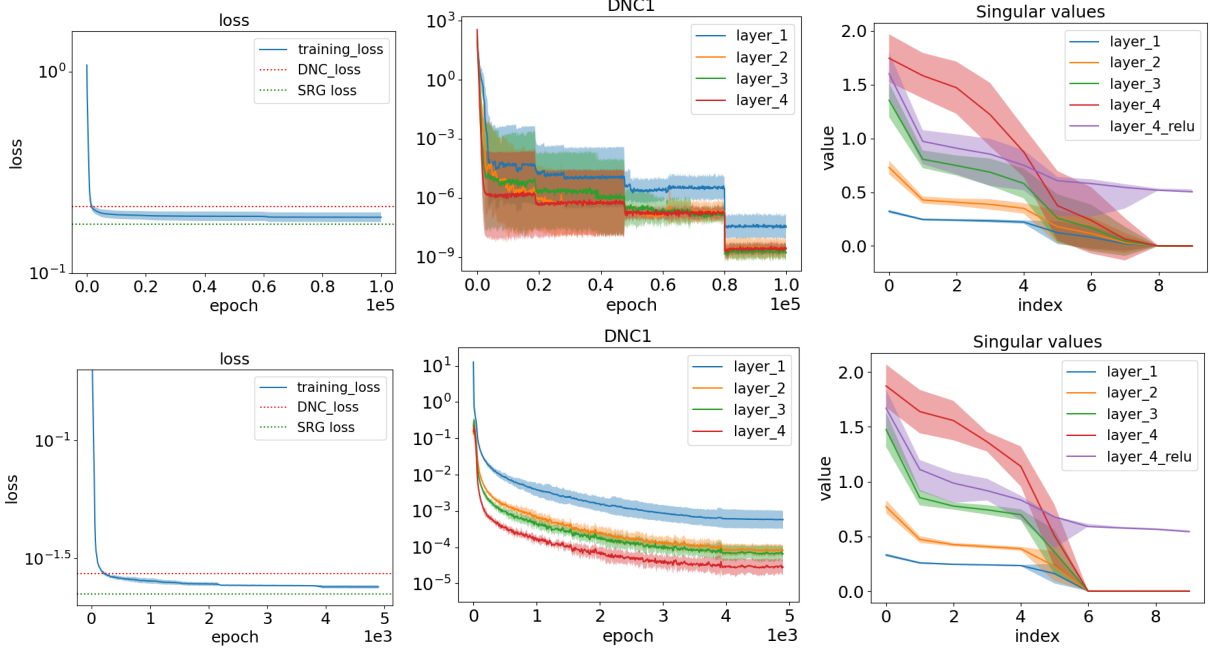 loss
training_loss
DNC_loss
SRG loss
10^0
10^-1
loss
0.0 0.2 0.4 0.6 0.8 1.0
1e5
epoch
DNC1
layer_1
layer_2
layer_3
layer_4
10^3
10^0
10^-3
10^-6
10^-9
0.0 0.2 0.4 0.6 0.8 1.0
1e5
epoch
Singular values
layer_1
layer_2
layer_3
layer_4
layer_4_relu
2.0
1.5
1.0
0.5
0.0
value
0 2 4 6 8
index
loss
training_loss
DNC_loss
SRG loss
10^-1
10^-1.5
loss
0 1 2 3 4 5
1e3
epoch
DNC1
layer_1
layer_2
layer_3
layer_4
10^1
10^0
10^-1
10^-2
10^-3
10^-4
10^-5
0 1 2 3 4 5
1e3
epoch
Singular values
layer_1
layer_2
layer_3
layer_4
layer_4_relu
2.0
1.5
1.0
0.5
0.0
value
0 2 4 6 8
index